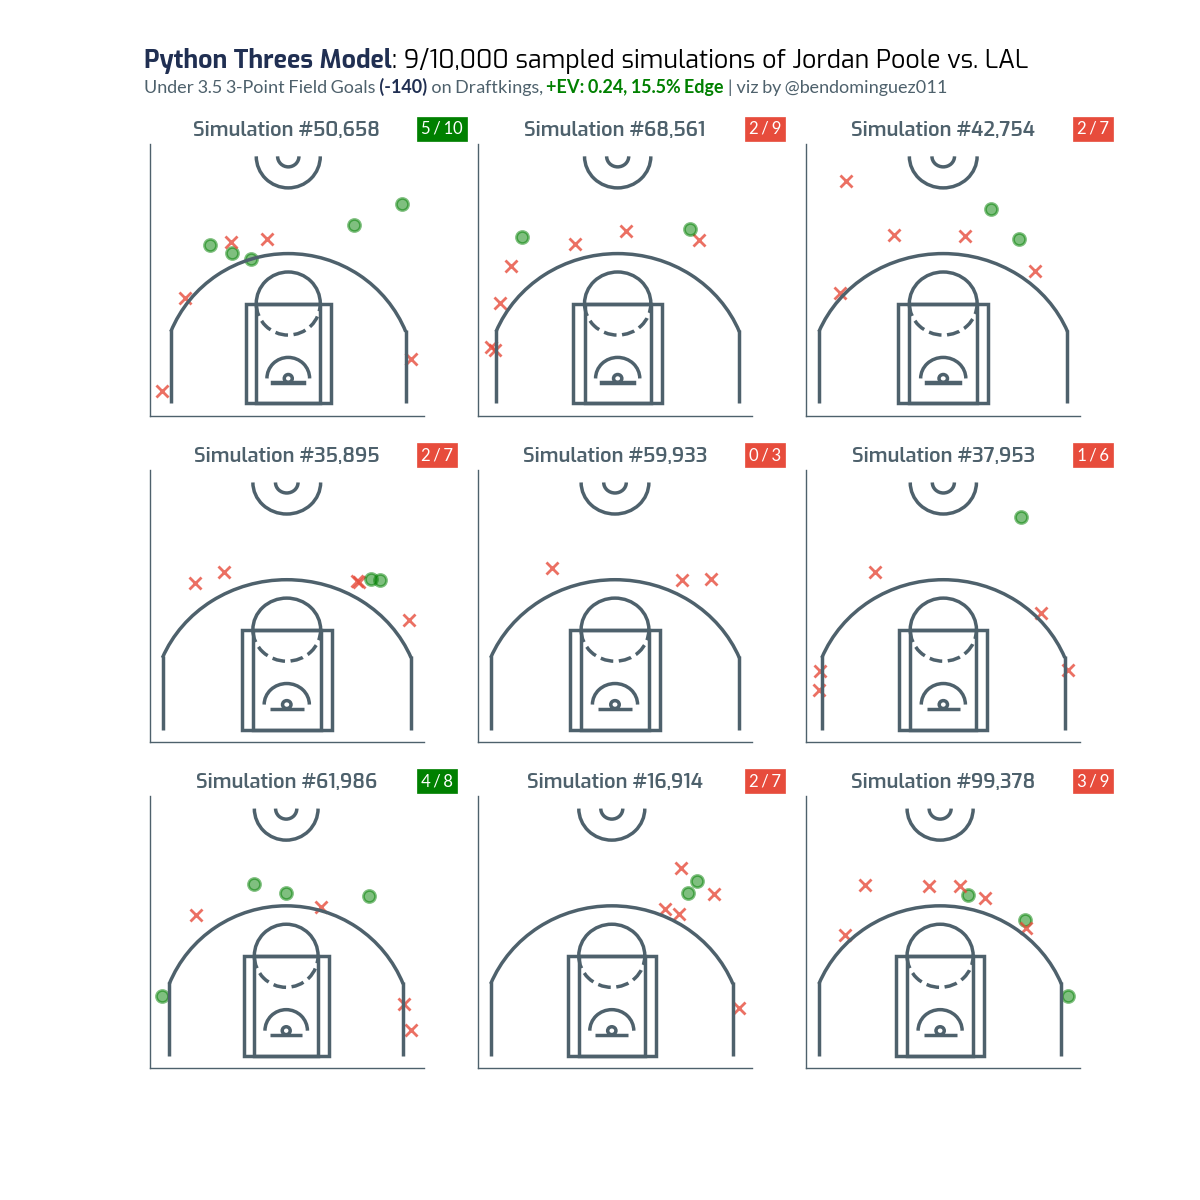 Python Threes Model: 9/10,000 sampled simulations of Jordan Poole vs. LAL
Under 3.5 3-Point Field Goals (-140) on Draftkings, +EV: 0.24, 15.5% Edge | viz by @bendominguez011
Simulation #50,658 5 / 10
Simulation #68,561 2 / 9
Simulation #42,754 2 / 7
Simulation #35,895 2 / 7
Simulation #59,933 0 / 3
Simulation #37,953 1 / 6
Simulation #61,986 4 / 8
Simulation #16,914 2 / 7
Simulation #99,378 3 / 9